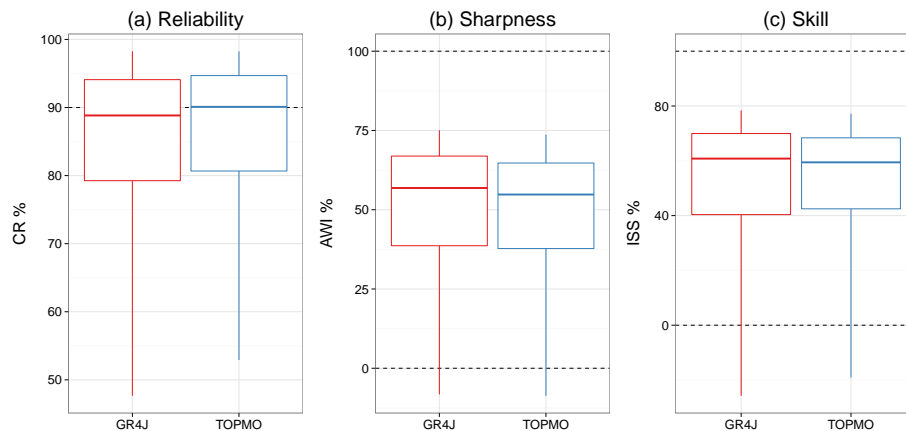 (a) Reliability
CR %
100
90
80
70
60
50
GR4J TOPMO
(b) Sharpness
AWI %
100
75
50
25
0
GR4J TOPMO
(c) Skill
ISS %
80
40
0
GR4J TOPMO